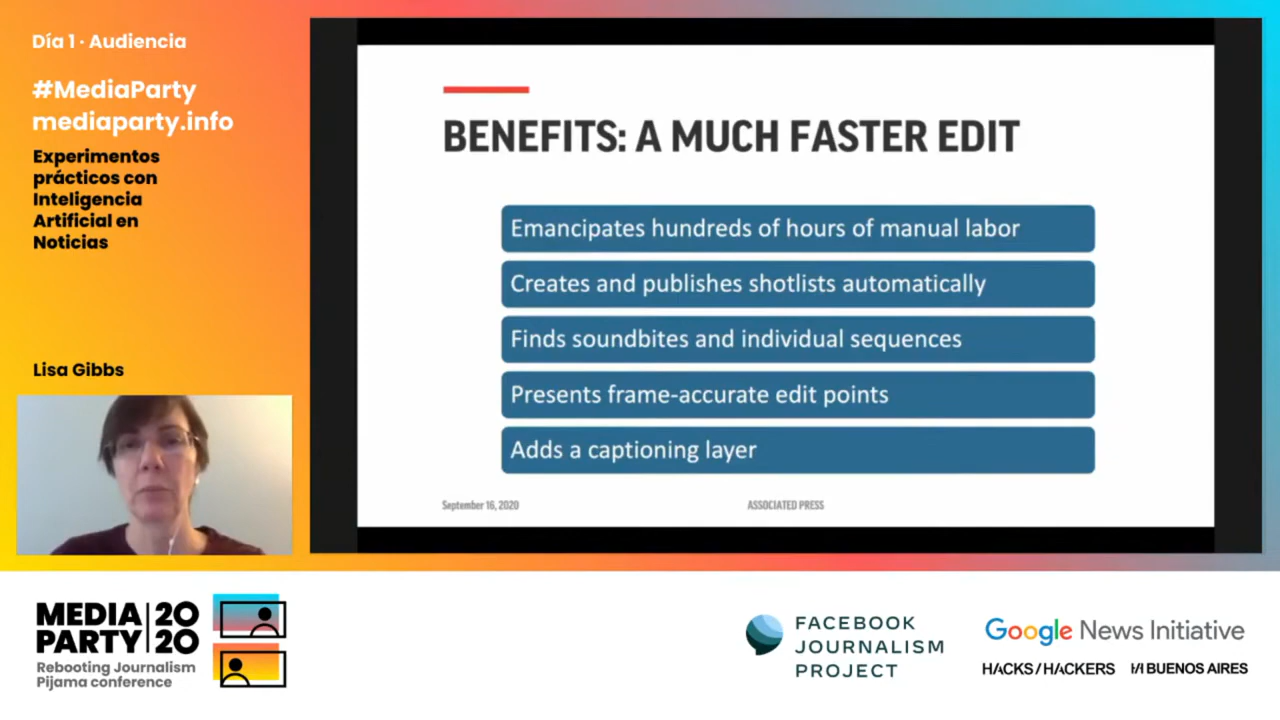 Día 1 · Audiencia
#MediaParty
mediaparty.info
Experimentos
prácticos con
Inteligencia
Artificial en
Noticias
Lisa Gibbs
BENEFITS: A MUCH FASTER EDIT
Emancipates hundreds of hours of manual labor
Creates and publishes shotlists automatically
Finds soundbites and individual sequences
Presents frame-accurate edit points
Adds a captioning layer
September 16, 2020
ASSOCIATED PRESS
MEDIA 20
PARTY 20
Rebooting Journalism
Pijama conference
FACEBOOK
JOURNALISM
PROJECT
Google News Initiative
HACKS/HACKERS
H/H BUENOS AIRES